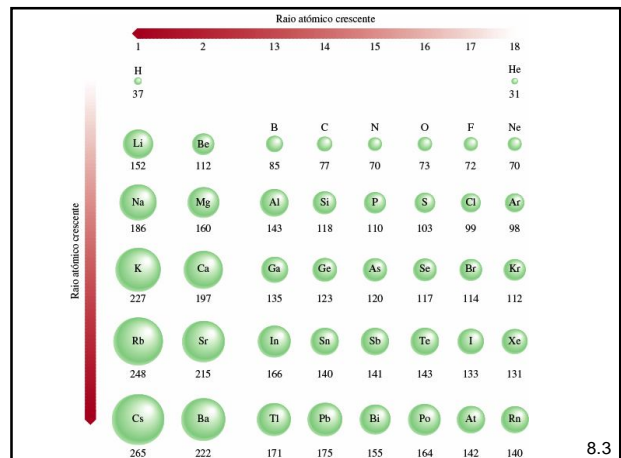 Raio atómico crescente
1 2 13 14 15 16 17 18
H He
37 31
B C N O F Ne
Li Be
152 112 85 77 70 73 72 70
Na Mg Al Si P S Cl Ar
186 160 143 118 110 103 99 98
K Ca Ga Ge As Se Br Kr
227 197 135 123 120 117 114 112
Rb Sr In Sn Sb Te I Xe
248 215 166 140 141 143 133 131
Cs Ba Tl Pb Bi Po At Rn
265 222 171 175 155 164 142 140
Raio atómico crescente
8.3